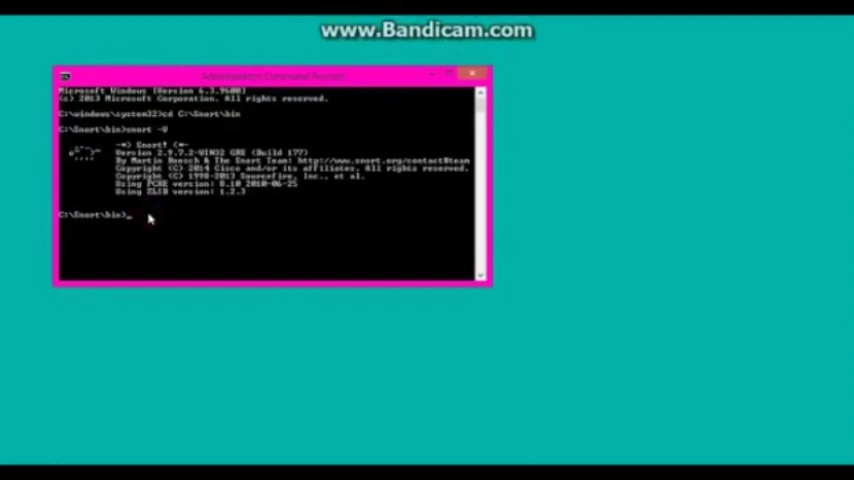 www.Bandicam.com
Administrator: Command Prompt
Microsoft Windows [Version 6.3.9600]
(c) 2013 Microsoft Corporation. All rights reserved.
C:\windows\system32>cd C:\Snort\bin
C:\Snort\bin>snort -V
,,_ -*> Snort! <*-
o" )~ Version 2.9.7.2-WIN32 GRE (Build 177)
'''' By Martin Roesch & The Snort Team: http://www.snort.org/contact#team
Copyright (C) 2014 Cisco and/or its affiliates. All rights reserved.
Copyright (C) 1998-2013 Sourcefire, Inc., et al.
Using PCRE version: 8.10 2010-06-25
Using ZLIB version: 1.2.3
C:\Snort\bin>_